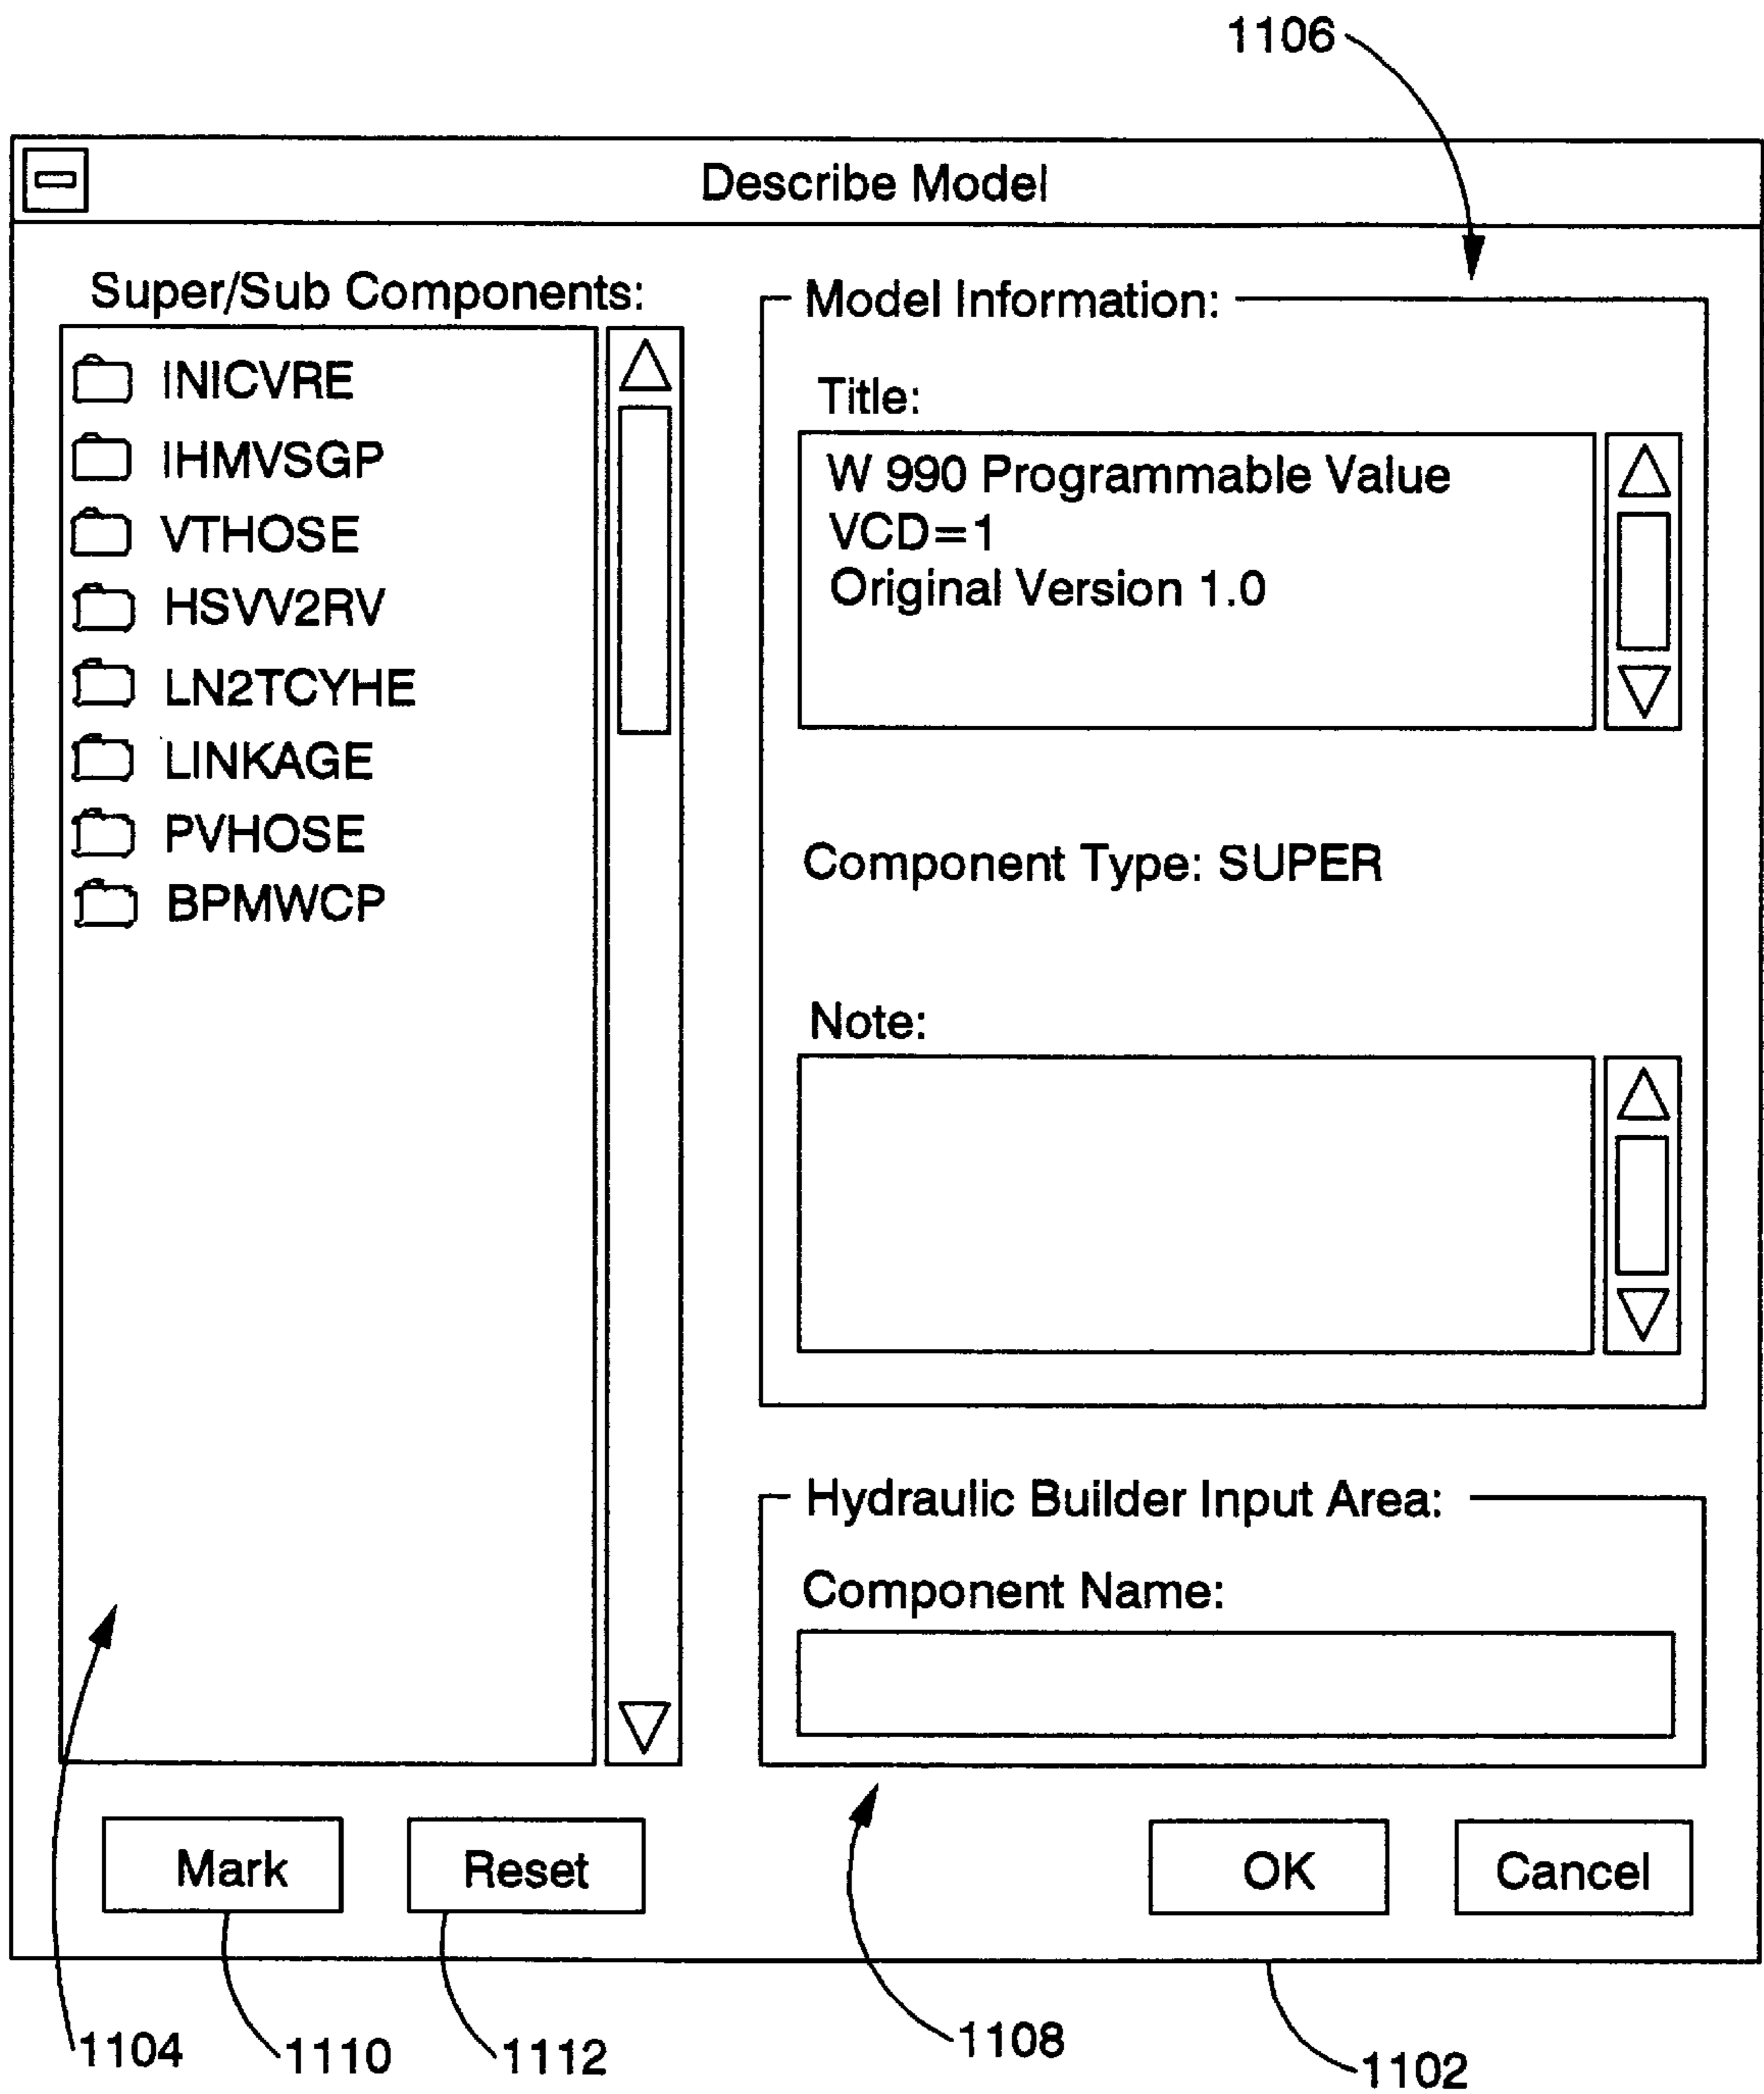 1106
Describe Model
Super/Sub Components:
INICVRE
IHMVSGP
VTHOSE
HSVV2RV
LN2TCYHE
LINKAGE
PVHOSE
BPMWCP
Model Information:
Title:
W 990 Programmable Value
VCD=1
Original Version 1.0
Component Type: SUPER
Note:
Hydraulic Builder Input Area:
Component Name:
Mark
Reset
OK
Cancel
1104
1110
1112
1108
1102